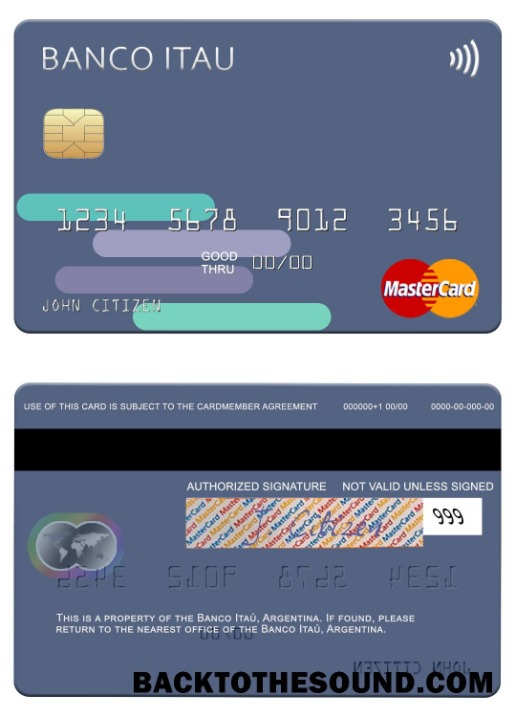 BANCO ITAU
1234 5678 9012 3456
GOOD
THRU 00/00
JOHN CITIZEN
MasterCard
USE OF THIS CARD IS SUBJECT TO THE CARDMEMBER AGREEMENT 000000+1 00/00 0000-00-000-00
AUTHORIZED SIGNATURE NOT VALID UNLESS SIGNED
999
THIS IS A PROPERTY OF THE BANCO ITAÚ, ARGENTINA. IF FOUND, PLEASE
RETURN TO THE NEAREST OFFICE OF THE BANCO ITAÚ, ARGENTINA.
BACKTOTHESOUND.COM